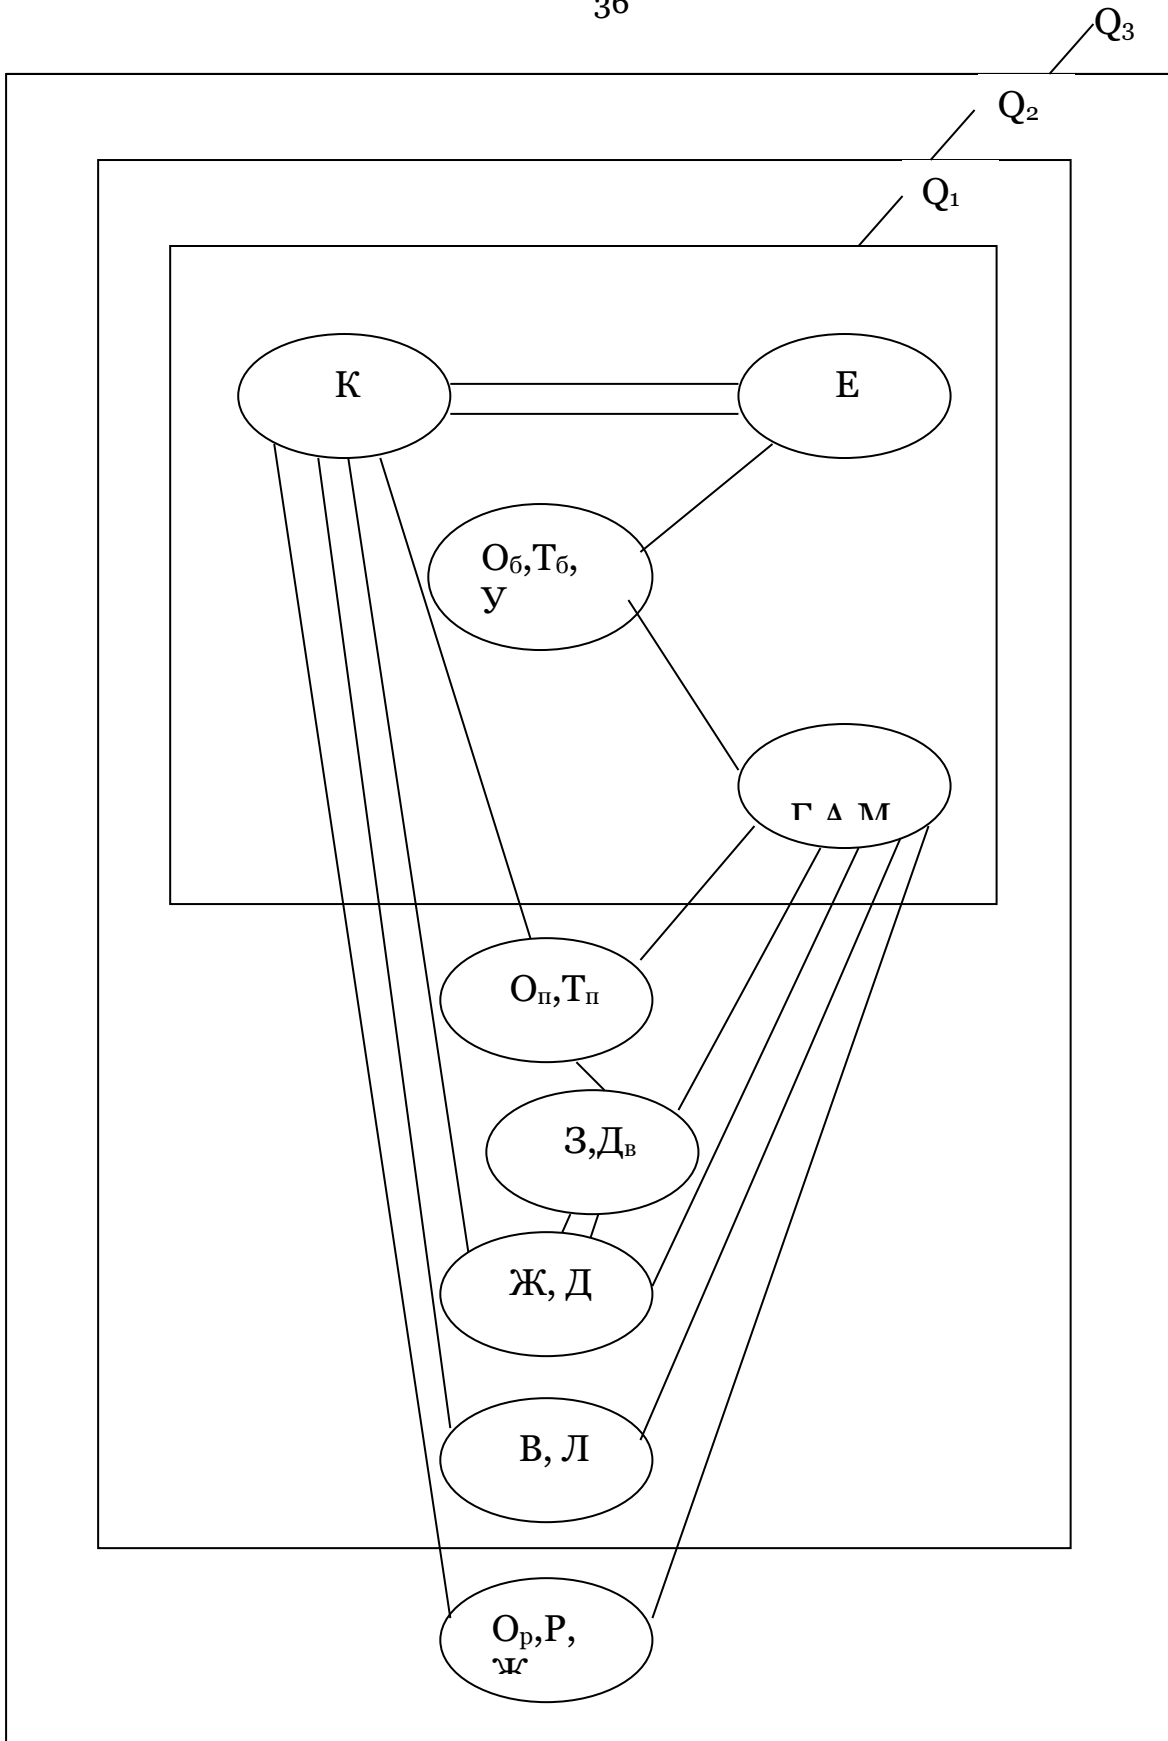 36
Q3
Q2
Q1
К
Е
Об,Тб,
У
Г,А, М
Оп,Тп
З,Дв
Ж, Д
В, Л
Ор,Р,
Ж